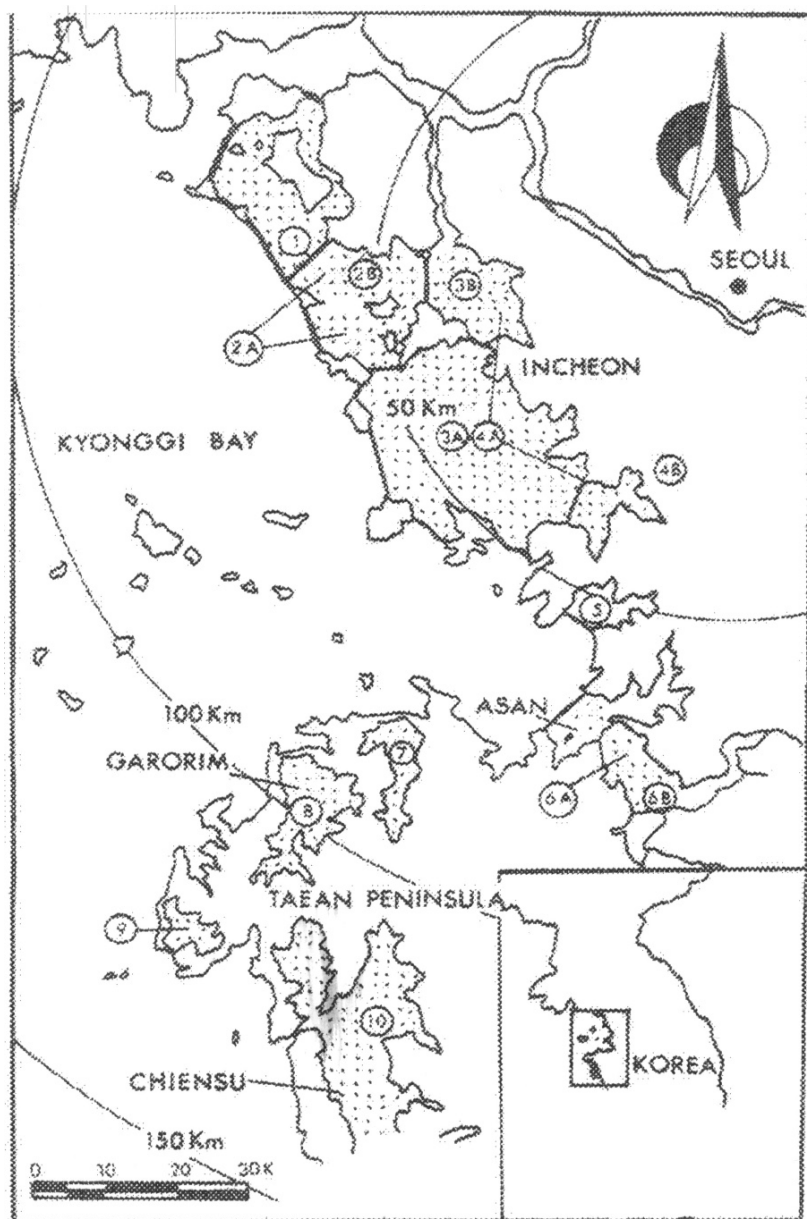 SEOUL
1
2B
3B
2A
INCHEON
50 Km
3A
4A
KYONGGI BAY
4B
5
ASAN
100 Km
7
GARORIM
6A
6B
8
TAEAN PENINSULA
9
10
KOREA
CHIENSU
150 Km
0 10 20 30K